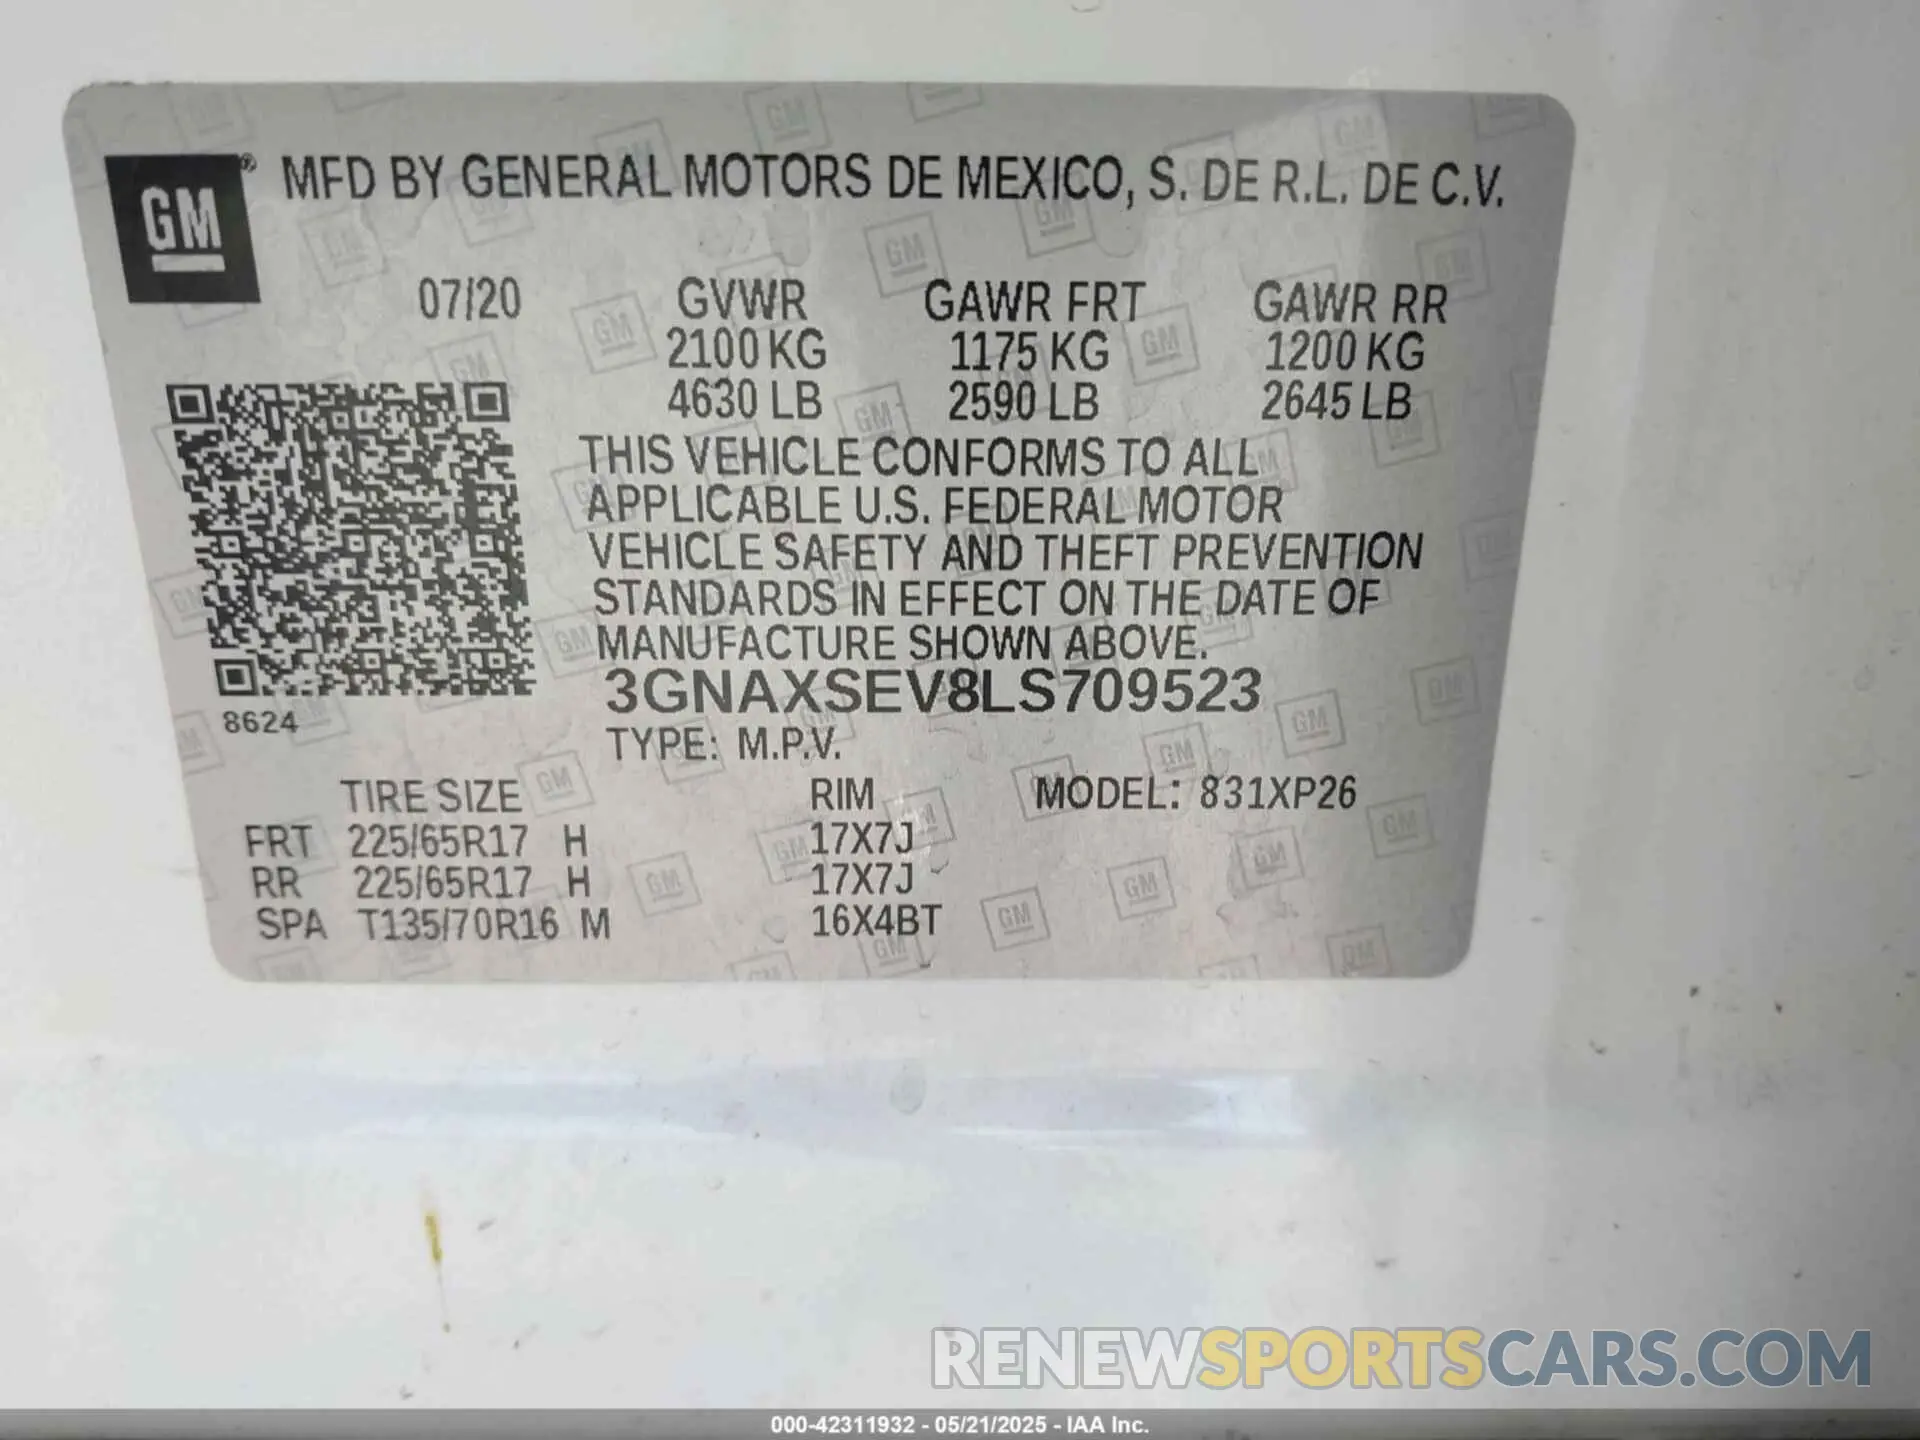 GM® MFD BY GENERAL MOTORS DE MEXICO, S. DE R.L. DE C.V.
07/20 GVWR GAWR FRT GAWR RR
2100 KG 1175 KG 1200 KG
4630 LB 2590 LB 2645 LB
THIS VEHICLE CONFORMS TO ALL
APPLICABLE U.S. FEDERAL MOTOR
VEHICLE SAFETY AND THEFT PREVENTION
STANDARDS IN EFFECT ON THE DATE OF
MANUFACTURE SHOWN ABOVE.
3GNAXSEV8LS709523
8624
TYPE: M.P.V.
TIRE SIZE RIM MODEL: 831XP26
FRT 225/65R17 H 17X7J
RR 225/65R17 H 17X7J
SPA T135/70R16 M 16X4BT
RENEWSPORTSCARS.COM
000-42311932 - 05/21/2025 - IAA Inc.